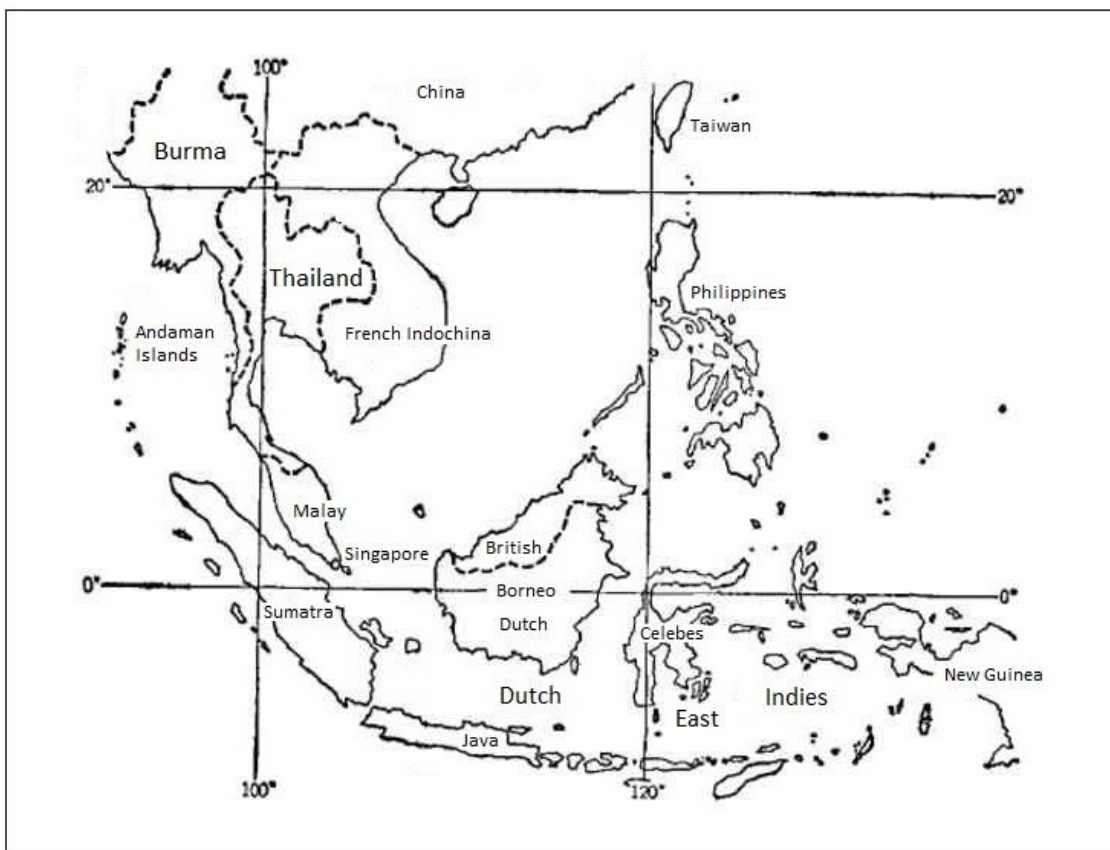 100°
China
Taiwan
Burma
20°
20°
Thailand
Philippines
Andaman
Islands
French Indochina
Malay
Singapore
British
0°
Borneo
0°
Sumatra
Dutch
Celebes
New Guinea
Dutch
Indies
East
Java
100°
120°